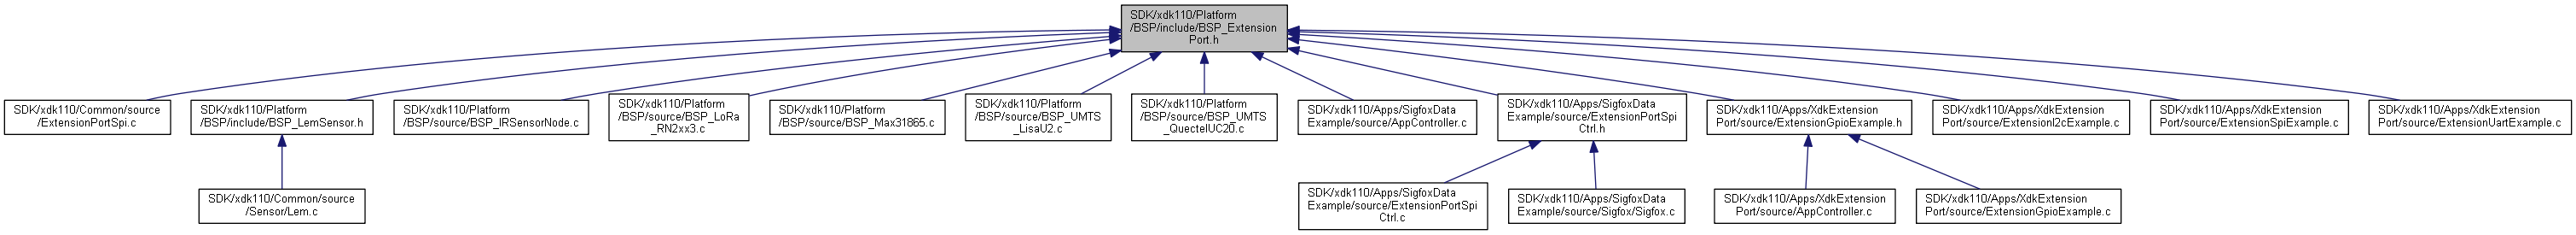 SDK/xdk110/Platform
/BSP/include/BSP_Extension
Port.h
SDK/xdk110/Common/source
/ExtensionPortSpi.c
SDK/xdk110/Platform
/BSP/include/BSP_LemSensor.h
SDK/xdk110/Platform
/BSP/source/BSP_IRSensorNode.c
SDK/xdk110/Platform
/BSP/source/BSP_LoRa
_RN2xx3.c
SDK/xdk110/Platform
/BSP/source/BSP_Max31865.c
SDK/xdk110/Platform
/BSP/source/BSP_UMTS
_LisaU2.c
SDK/xdk110/Platform
/BSP/source/BSP_UMTS
_QuectelUC20.c
SDK/xdk110/Apps/SigfoxData
Example/source/AppController.c
SDK/xdk110/Apps/SigfoxData
Example/source/ExtensionPortSpi
Ctrl.h
SDK/xdk110/Apps/XdkExtension
Port/source/ExtensionGpioExample.h
SDK/xdk110/Apps/XdkExtension
Port/source/ExtensionI2cExample.c
SDK/xdk110/Apps/XdkExtension
Port/source/ExtensionSpiExample.c
SDK/xdk110/Apps/XdkExtension
Port/source/ExtensionUartExample.c
SDK/xdk110/Common/source
/Sensor/Lem.c
SDK/xdk110/Apps/SigfoxData
Example/source/ExtensionPortSpi
Ctrl.c
SDK/xdk110/Apps/SigfoxData
Example/source/Sigfox/Sigfox.c
SDK/xdk110/Apps/XdkExtension
Port/source/AppController.c
SDK/xdk110/Apps/XdkExtension
Port/source/ExtensionGpioExample.c